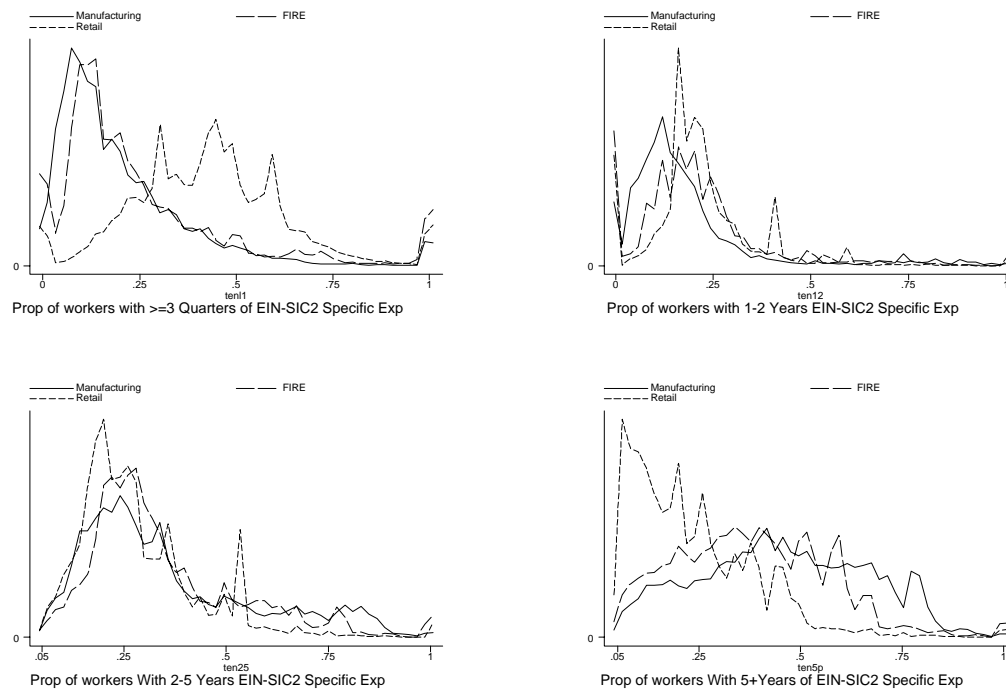 Manufacturing FIRE
Retail
0
0 .25 .5 .75 1
tenl1
Prop of workers with >=3 Quarters of EIN-SIC2 Specific Exp
Manufacturing FIRE
Retail
0
0 .25 .5 .75 1
ten12
Prop of workers with 1-2 Years EIN-SIC2 Specific Exp
Manufacturing FIRE
Retail
0
.05 .25 .5 .75 1
ten25
Prop of workers With 2-5 Years EIN-SIC2 Specific Exp
Manufacturing FIRE
Retail
0
.05 .25 .5 .75 1
ten5p
Prop of workers With 5+Years of EIN-SIC2 Specific Exp